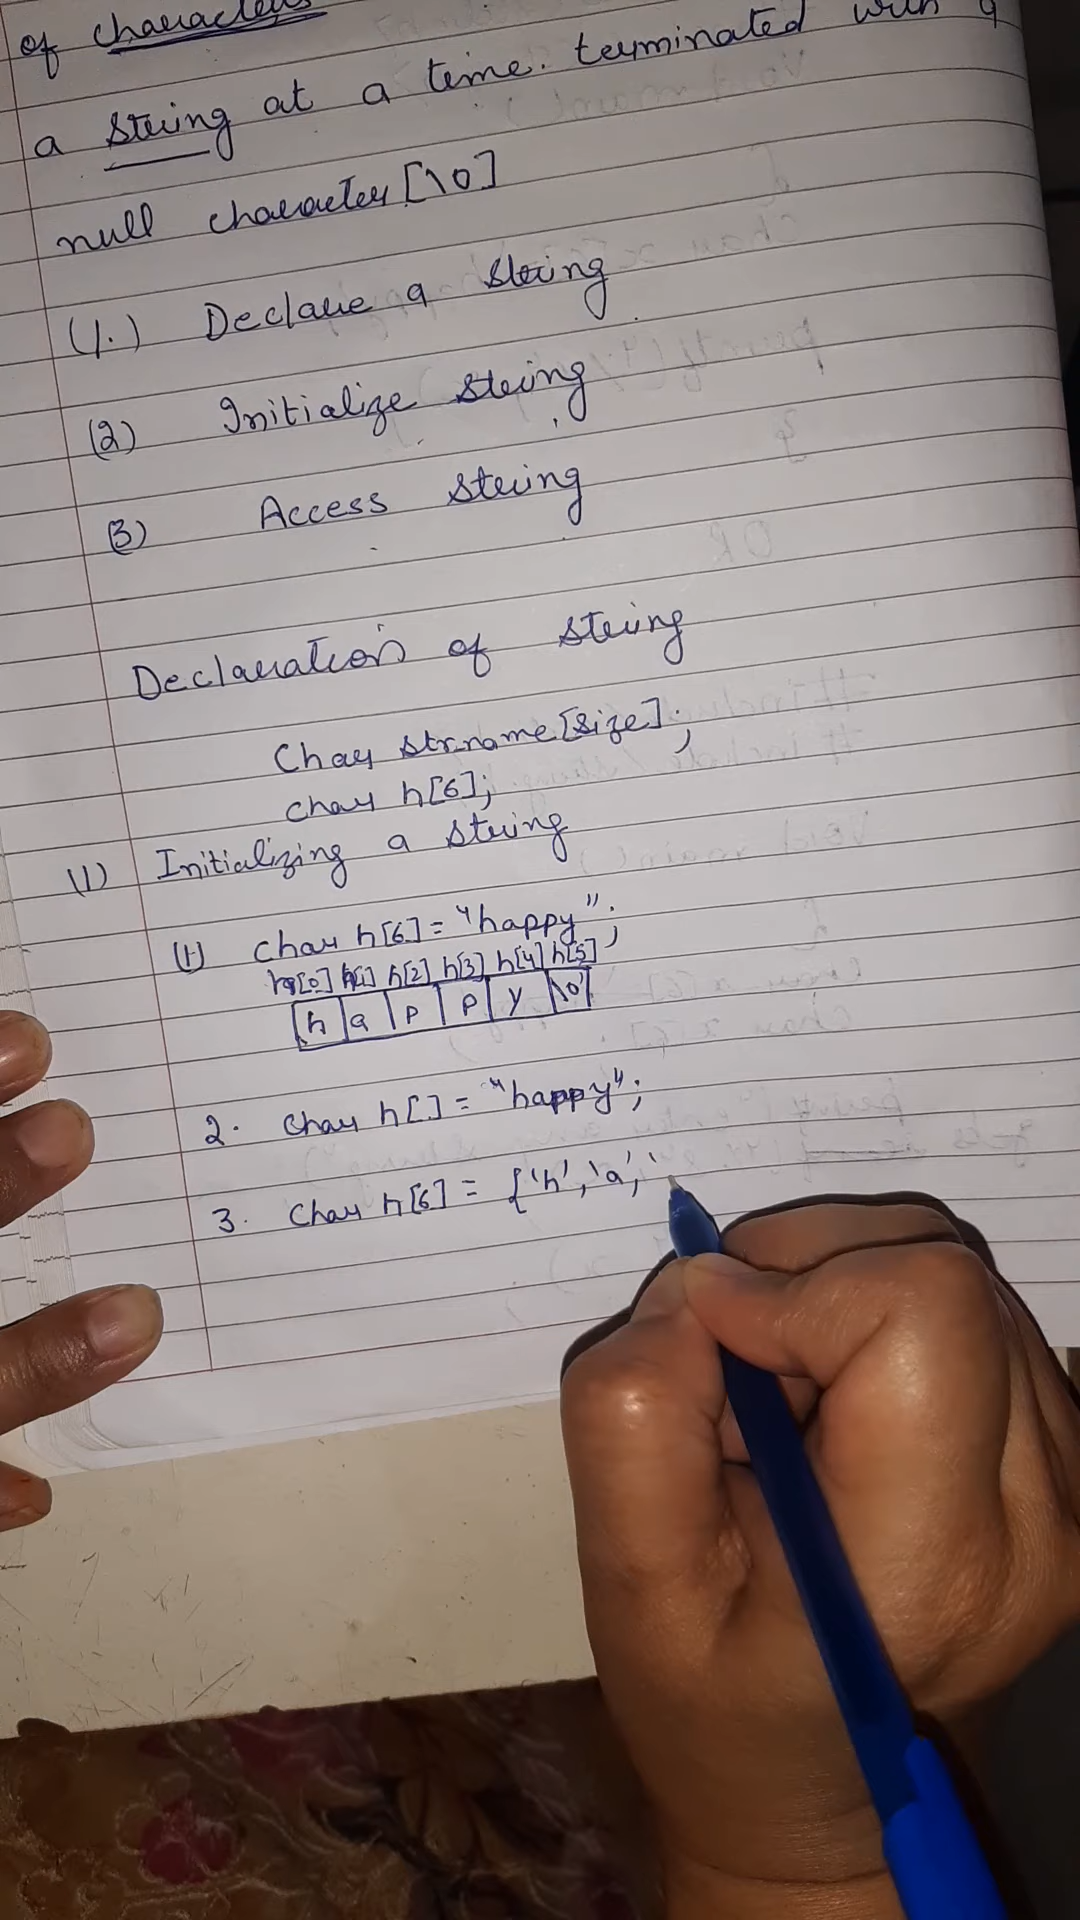 of characters
a string at a time. terminated with a
null character [\0]
(1.) Declare a string
(2) Initialize string
(3) Access string
Declaration of string
Char str.name [size];
char h[6];
(1) Initializing a string
(1) Char h[6] = "happy";
h[0] h[1] h[2] h[3] h[4] h[5]
h a p p y '\0'
2. Char h[] = "happy";
3. Char h[6] = {'h', 'a', '